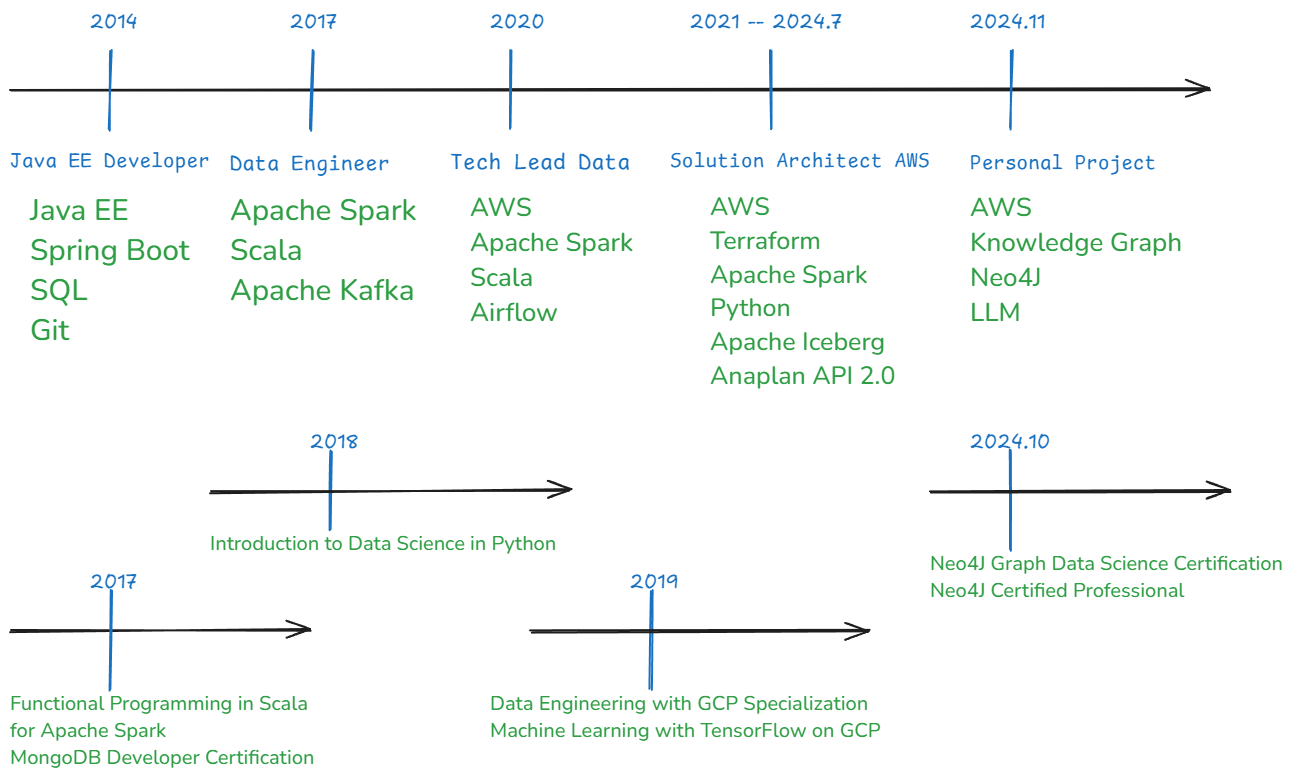 2014
2017
2020
2021 -- 2024.7
2024.11
Java EE Developer
Data Engineer
Tech Lead Data
Solution Architect AWS
Personal Project
Java EE
Spring Boot
SQL
Git
Apache Spark
Scala
Apache Kafka
AWS
Apache Spark
Scala
Airflow
AWS
Terraform
Apache Spark
Python
Apache Iceberg
Anaplan API 2.0
AWS
Knowledge Graph
Neo4J
LLM
2018
Introduction to Data Science in Python
2024.10
Neo4J Graph Data Science Certification
Neo4J Certified Professional
2017
Functional Programming in Scala
for Apache Spark
MongoDB Developer Certification
2019
Data Engineering with GCP Specialization
Machine Learning with TensorFlow on GCP